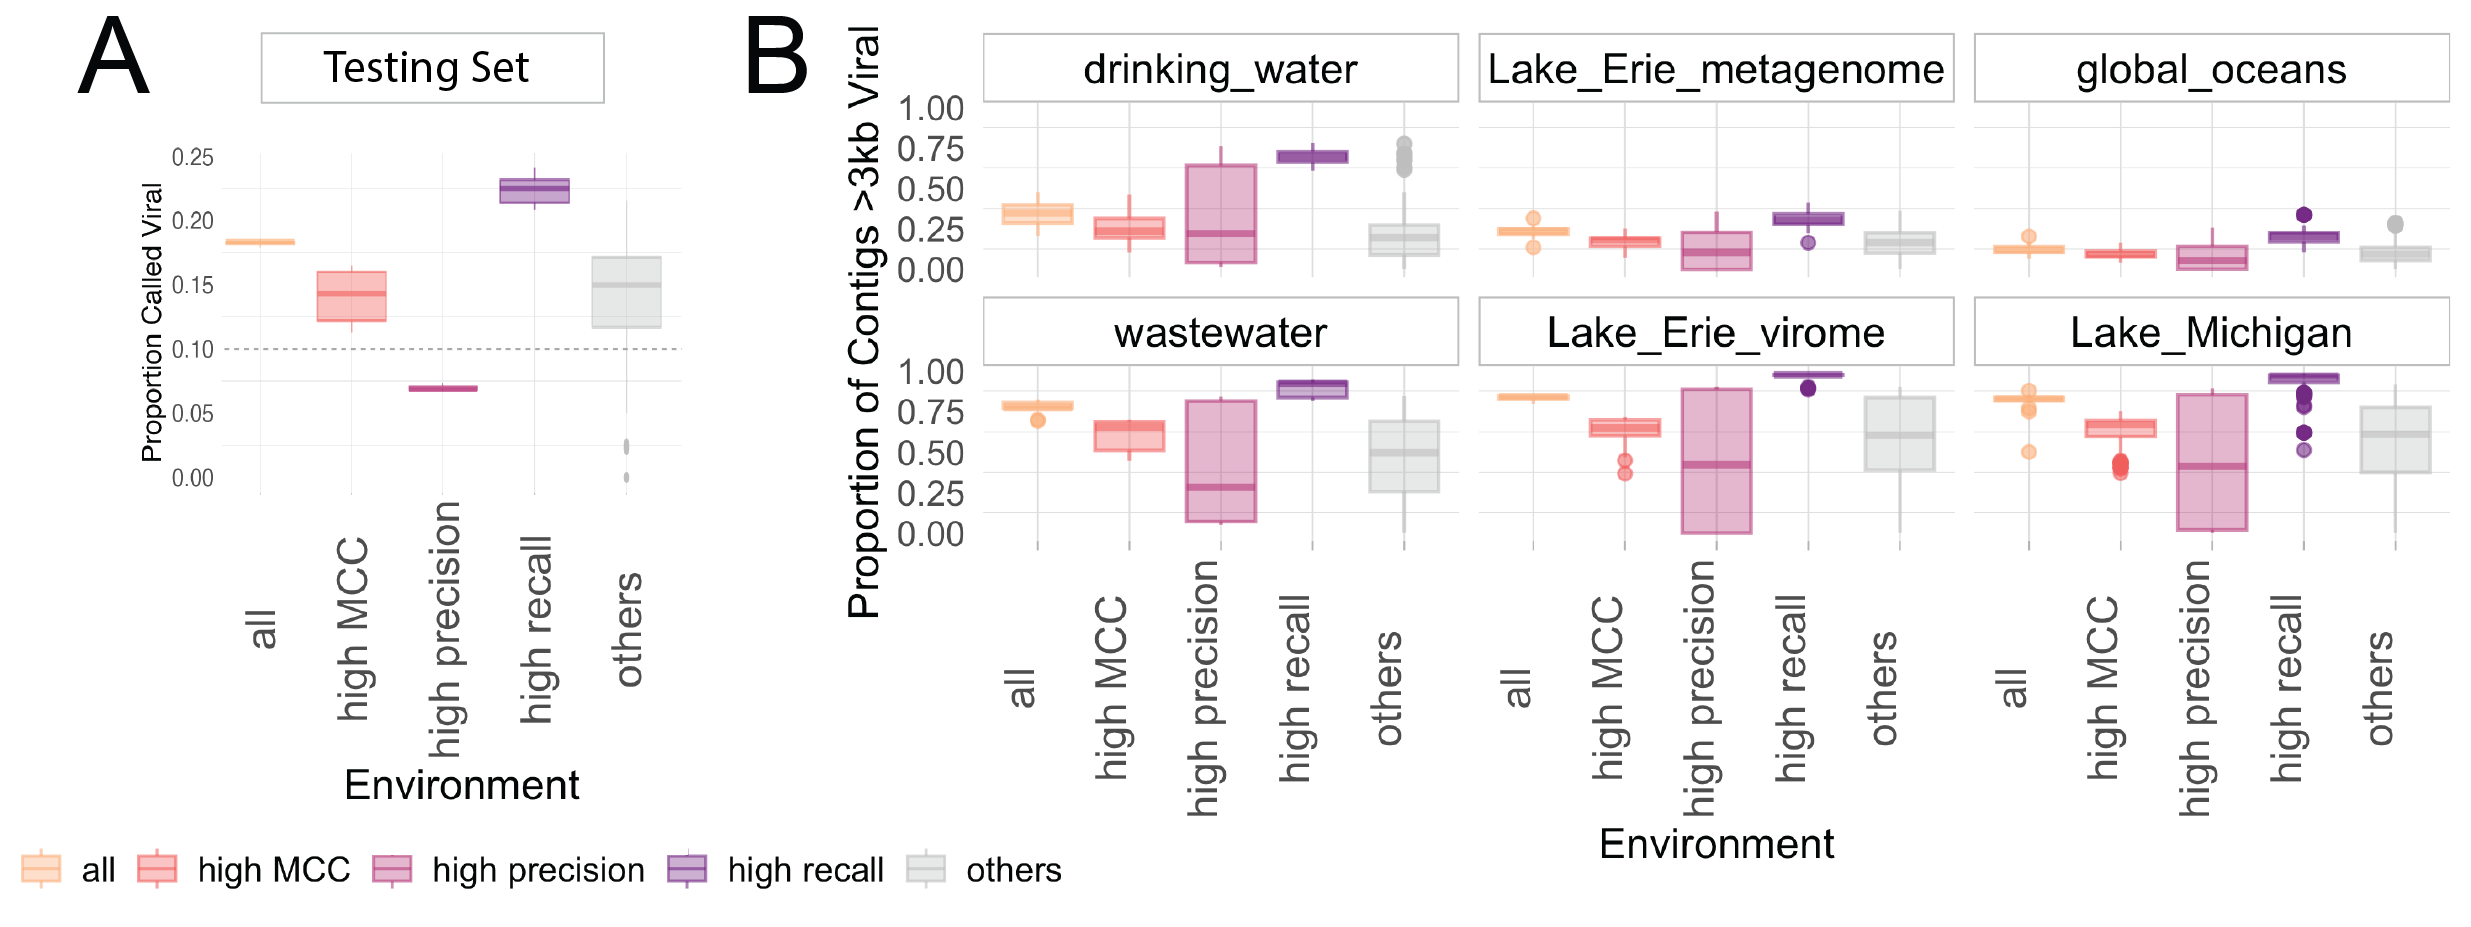 A
Testing Set
Proportion Called Viral
0.25
0.20
0.15
0.10
0.05
0.00
all
high MCC
high precision
high recall
others
Environment
B
Proportion of Contigs >3kb Viral
drinking_water
Lake_Erie_metagenome
global_oceans
1.00
0.75
0.50
0.25
0.00
wastewater
Lake_Erie_virome
Lake_Michigan
1.00
0.75
0.50
0.25
0.00
all
high MCC
high precision
high recall
others
all
high MCC
high precision
high recall
others
all
high MCC
high precision
high recall
others
Environment
all
high MCC
high precision
high recall
others